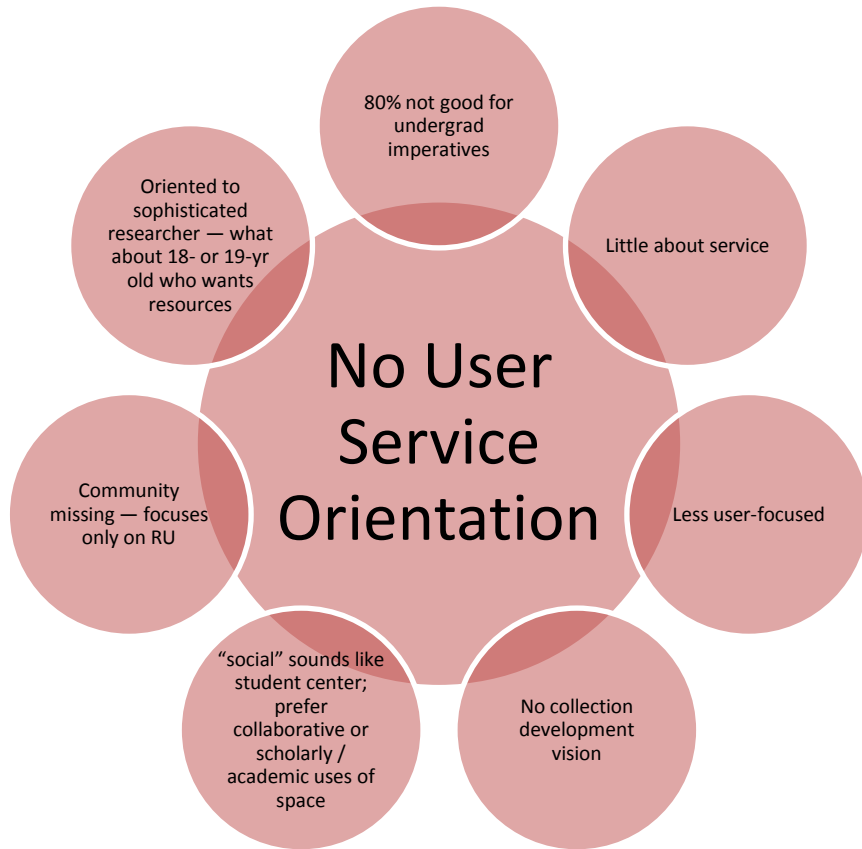 No User
Service
Orientation
80% not good for
undergrad
imperatives
Little about service
Less user-focused
No collection
development
vision
“social” sounds like
student center;
prefer
collaborative or
scholarly /
academic uses of
space
Community
missing — focuses
only on RU
Oriented to
sophisticated
researcher — what
about 18- or 19-yr
old who wants
resources